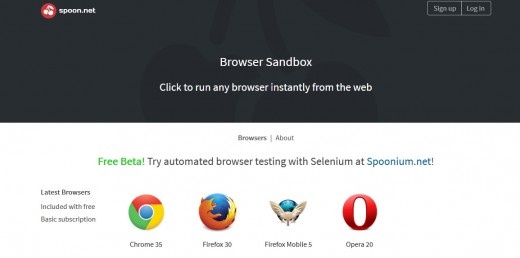 spoon.net
Sign up
Log in
Browser Sandbox
Click to run any browser instantly from the web
Browsers | About
Free Beta! Try automated browser testing with Selenium at Spoonium.net!
Latest Browsers
Included with free
Basic subscription
Chrome 35
Firefox 30
Firefox Mobile 5
Opera 20